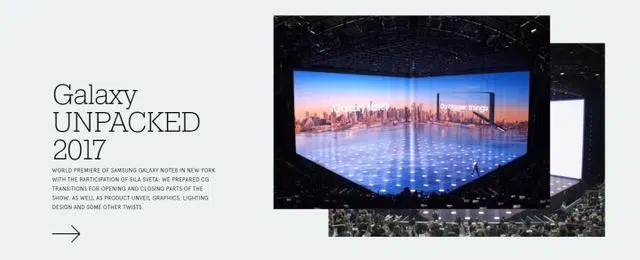 Galaxy
UNPACKED
2017
WORLD PREMIERE OF SAMSUNG GALAXY NOTE8 IN NEW YORK
WITH THE PARTICIPATION OF SILA SVETA: WE PREPARED CG
TRANSITIONS FOR OPENING AND CLOSING PARTS OF THE
SHOW, AS WELL AS PRODUCT UNVEIL GRAPHICS, LIGHTING
DESIGN AND SOME OTHER TWISTS.
Do bigger things